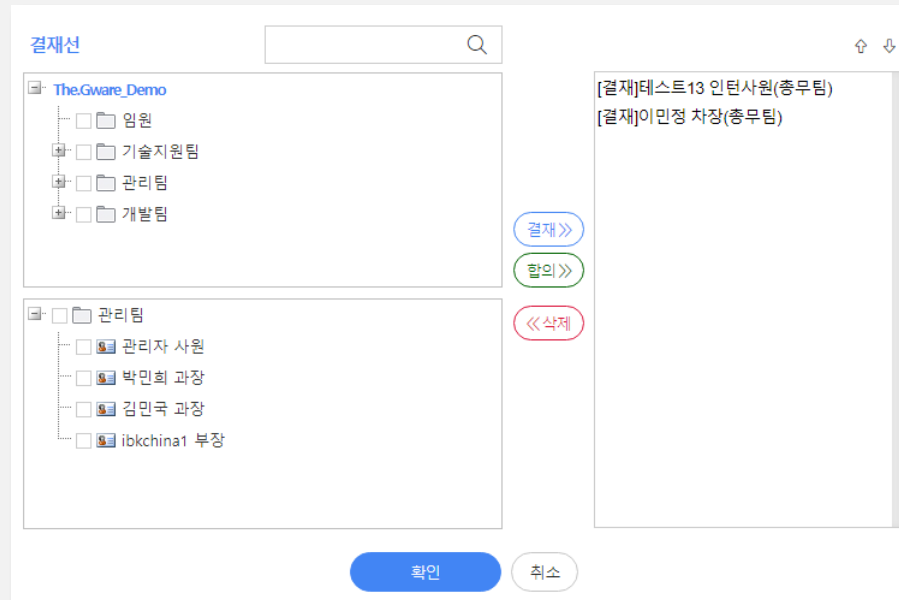 결재선
The.Gware_Demo
임원
기술지원팀
관리팀
개발팀
관리팀
관리자 사원
박민희 과장
김민국 과장
ibkchina1 부장
결재
합의
삭제
[결재]테스트13 인턴사원(총무팀)
[결재]이민정 차장(총무팀)
확인
취소